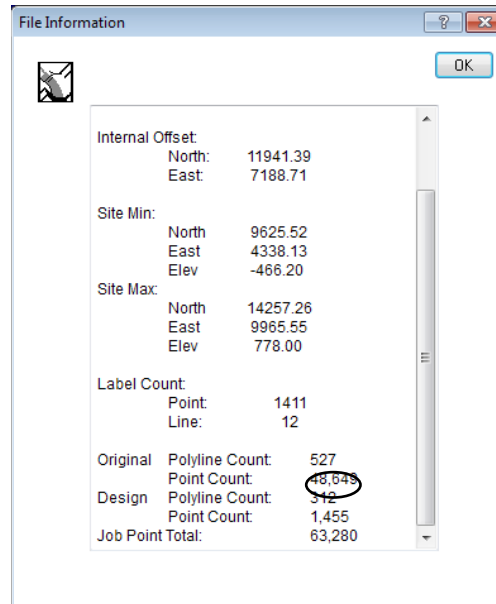 File Information
OK
Internal Offset:
North: 11941.39
East: 7188.71
Site Min:
North 9625.52
East 4338.13
Elev -466.20
Site Max:
North 14257.26
East 9965.55
Elev 778.00
Label Count:
Point: 1411
Line: 12
Original Polyline Count: 527
Point Count: 48,649
Design Polyline Count: 312
Point Count: 1,455
Job Point Total: 63,280